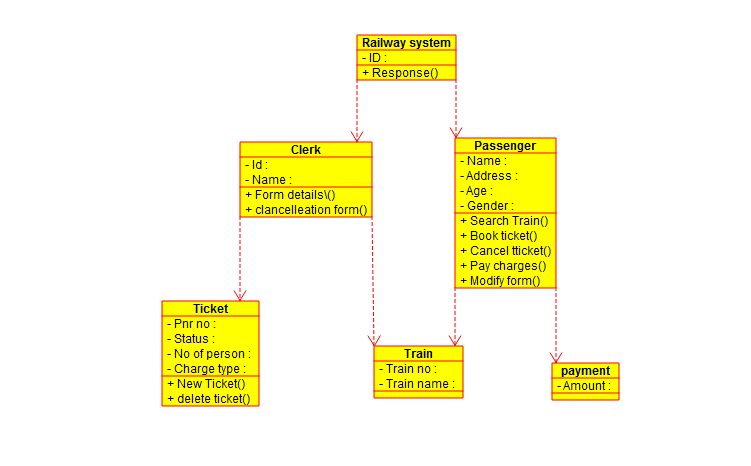 Railway system
- ID :
+ Response()
Clerk
- Id :
- Name :
+ Form details\()
+ clancelleation form()
Passenger
- Name :
- Address :
- Age :
- Gender :
+ Search Train()
+ Book ticket()
+ Cancel tticket()
+ Pay charges()
+ Modify form()
Ticket
- Pnr no :
- Status :
- No of person :
- Charge type :
+ New Ticket()
+ delete ticket()
Train
- Train no :
- Train name :
payment
- Amount :